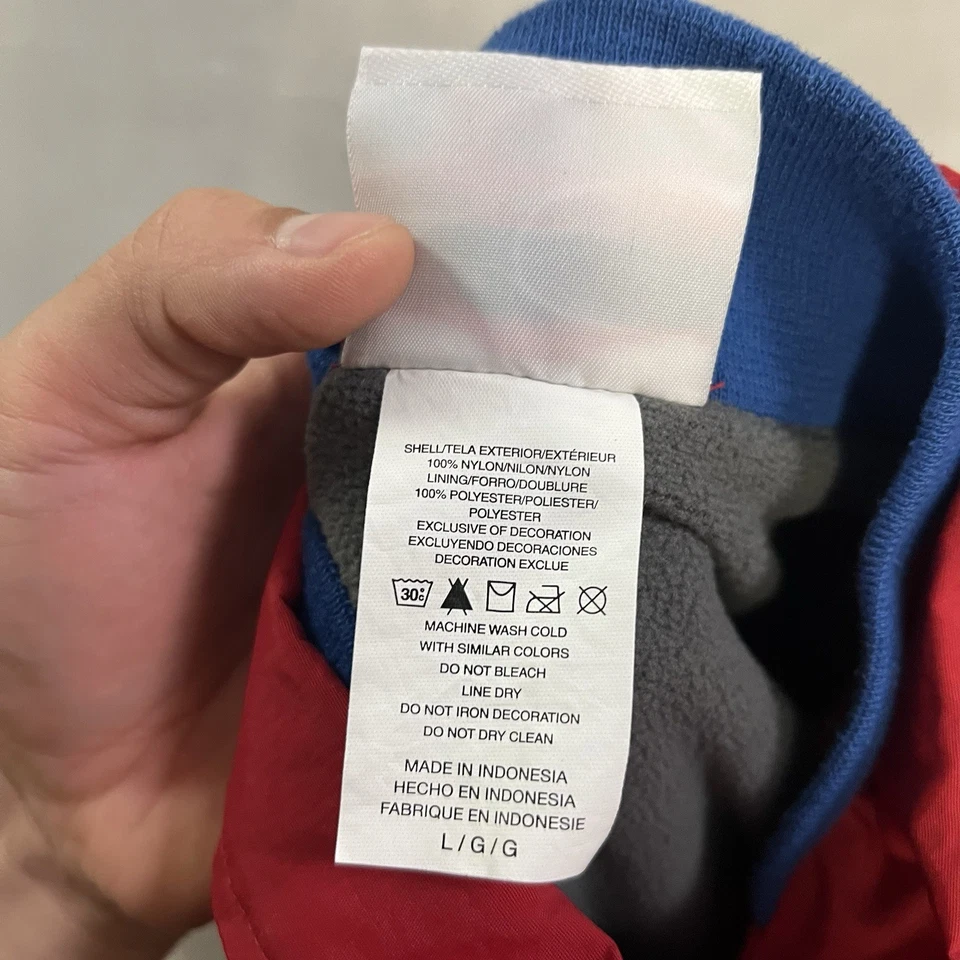 SHELL/TELA EXTERIOR/EXTÉRIEUR
100% NYLON/NILON/NYLON
LINING/FORRO/DOUBLURE
100% POLYESTER/POLIESTER/
POLYESTER
EXCLUSIVE OF DECORATION
EXCLUYENDO DECORACIONES
DECORATION EXCLUE
30°C
MACHINE WASH COLD
WITH SIMILAR COLORS
DO NOT BLEACH
LINE DRY
DO NOT IRON DECORATION
DO NOT DRY CLEAN
MADE IN INDONESIA
HECHO EN INDONESIA
FABRIQUE EN INDONESIE
L/G/G